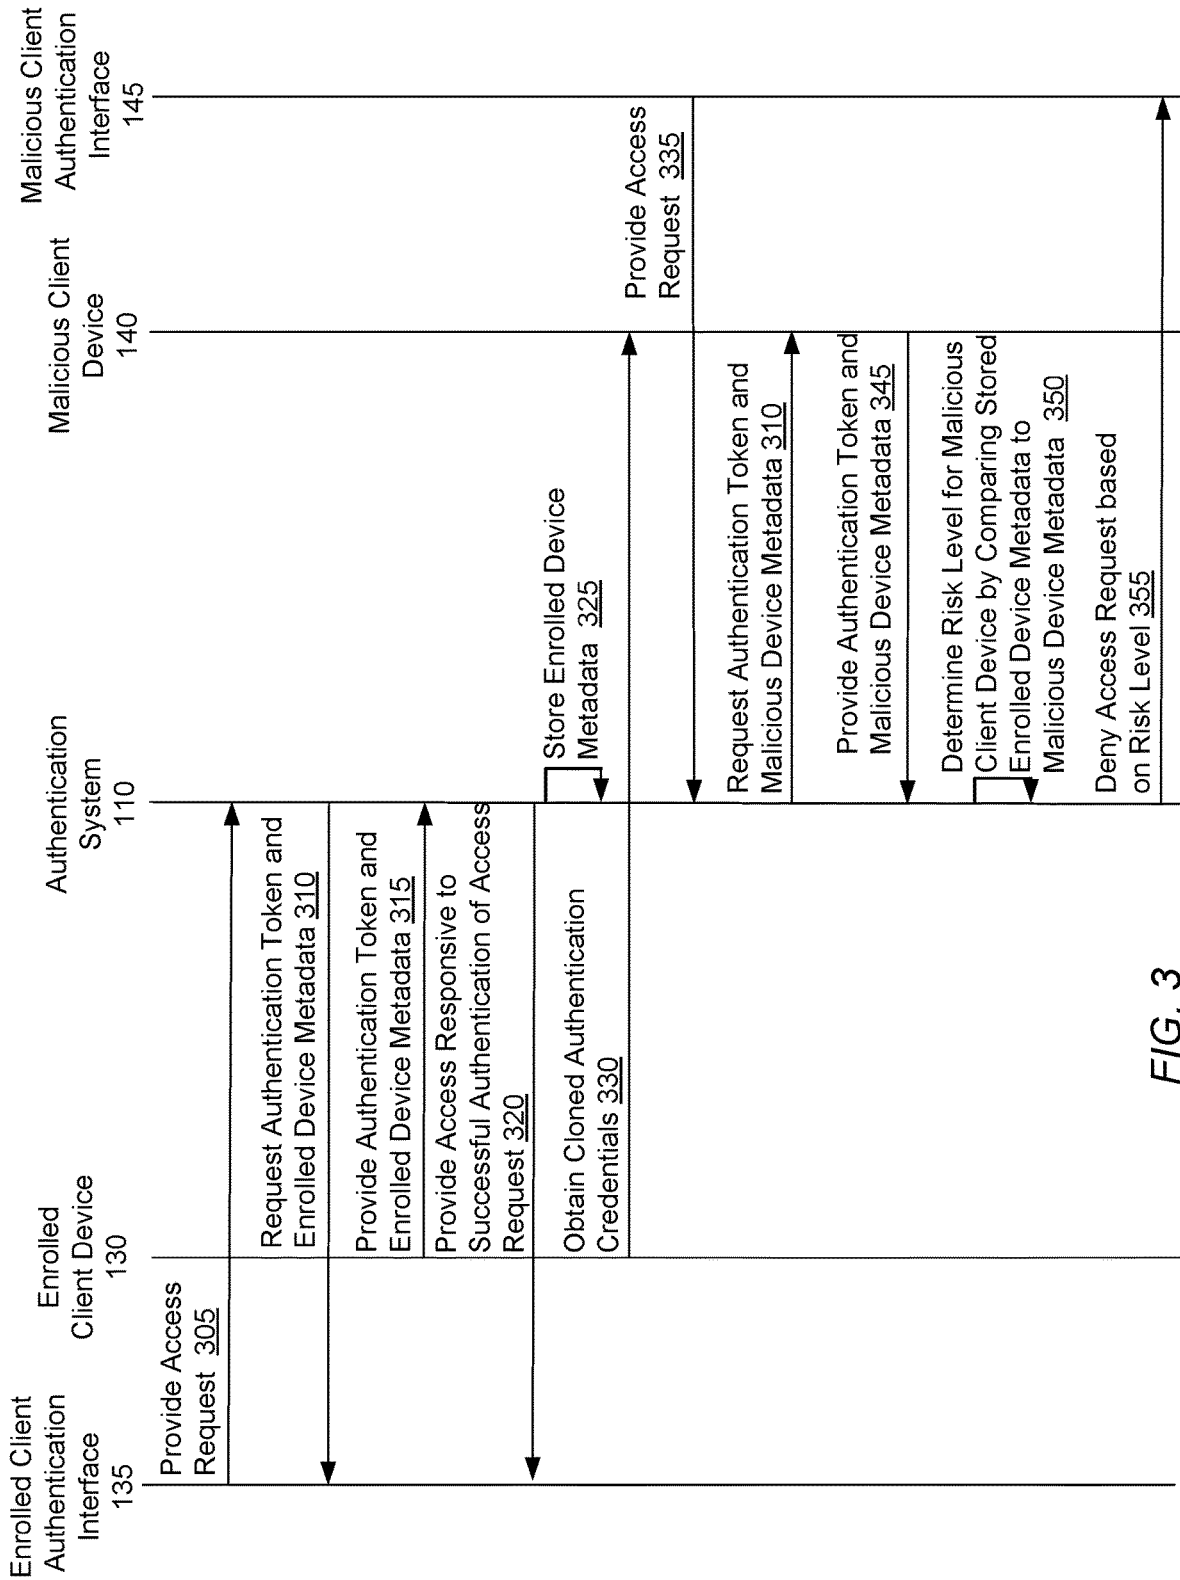 Enrolled Client
Authentication
Interface
135
Enrolled
Client Device
130
Authentication
System
110
Malicious Client
Device
140
Malicious Client
Authentication
Interface
145
Provide Access
Request 305
Request Authentication Token and
Enrolled Device Metadata 310
Provide Authentication Token and
Enrolled Device Metadata 315
Provide Access Responsive to
Successful Authentication of Access
Request 320
Store Enrolled Device
Metadata 325
Obtain Cloned Authentication
Credentials 330
Provide Access
Request 335
Request Authentication Token and
Malicious Device Metadata 310
Provide Authentication Token and
Malicious Device Metadata 345
Determine Risk Level for Malicious
Client Device by Comparing Stored
Enrolled Device Metadata to
Malicious Device Metadata 350
Deny Access Request based
on Risk Level 355
FIG. 3